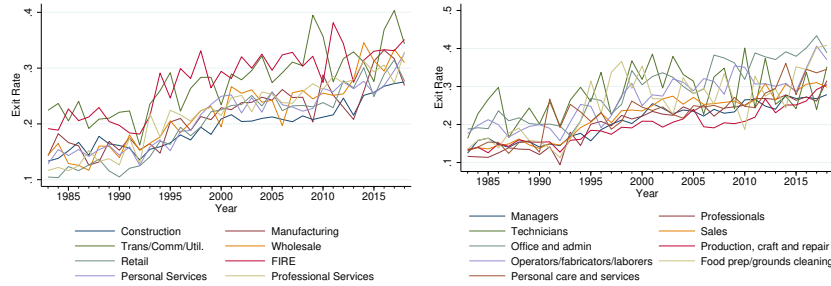 .4
.3
.2
.1
Exit Rate
1985 1990 1995 2000 2005 2010 2015
Year
Construction Manufacturing
Trans/Comm/Util. Wholesale
Retail FIRE
Personal Services Professional Services
.5
.4
.3
.2
.1
Exit Rate
1985 1990 1995 2000 2005 2010 2015
Year
Managers Professionals
Technicians Sales
Office and admin Production, craft and repair
Operators/fabricators/laborers Food prep/grounds cleaning
Personal care and services